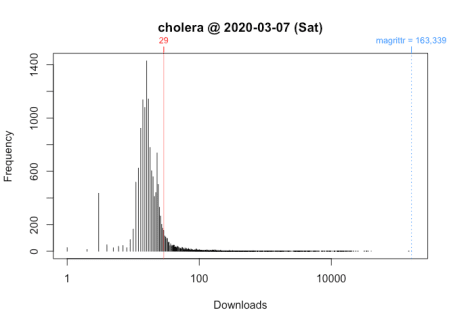 cholera @ 2020-03-07 (Sat)
29
magrittr = 163,339
Frequency
1400
1000
600
200
0
1
100
10000
Downloads